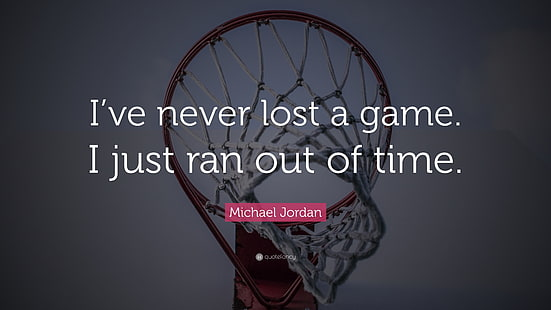 I’ve never lost a game.
I just ran out of time.
Michael Jordan
quotefancy